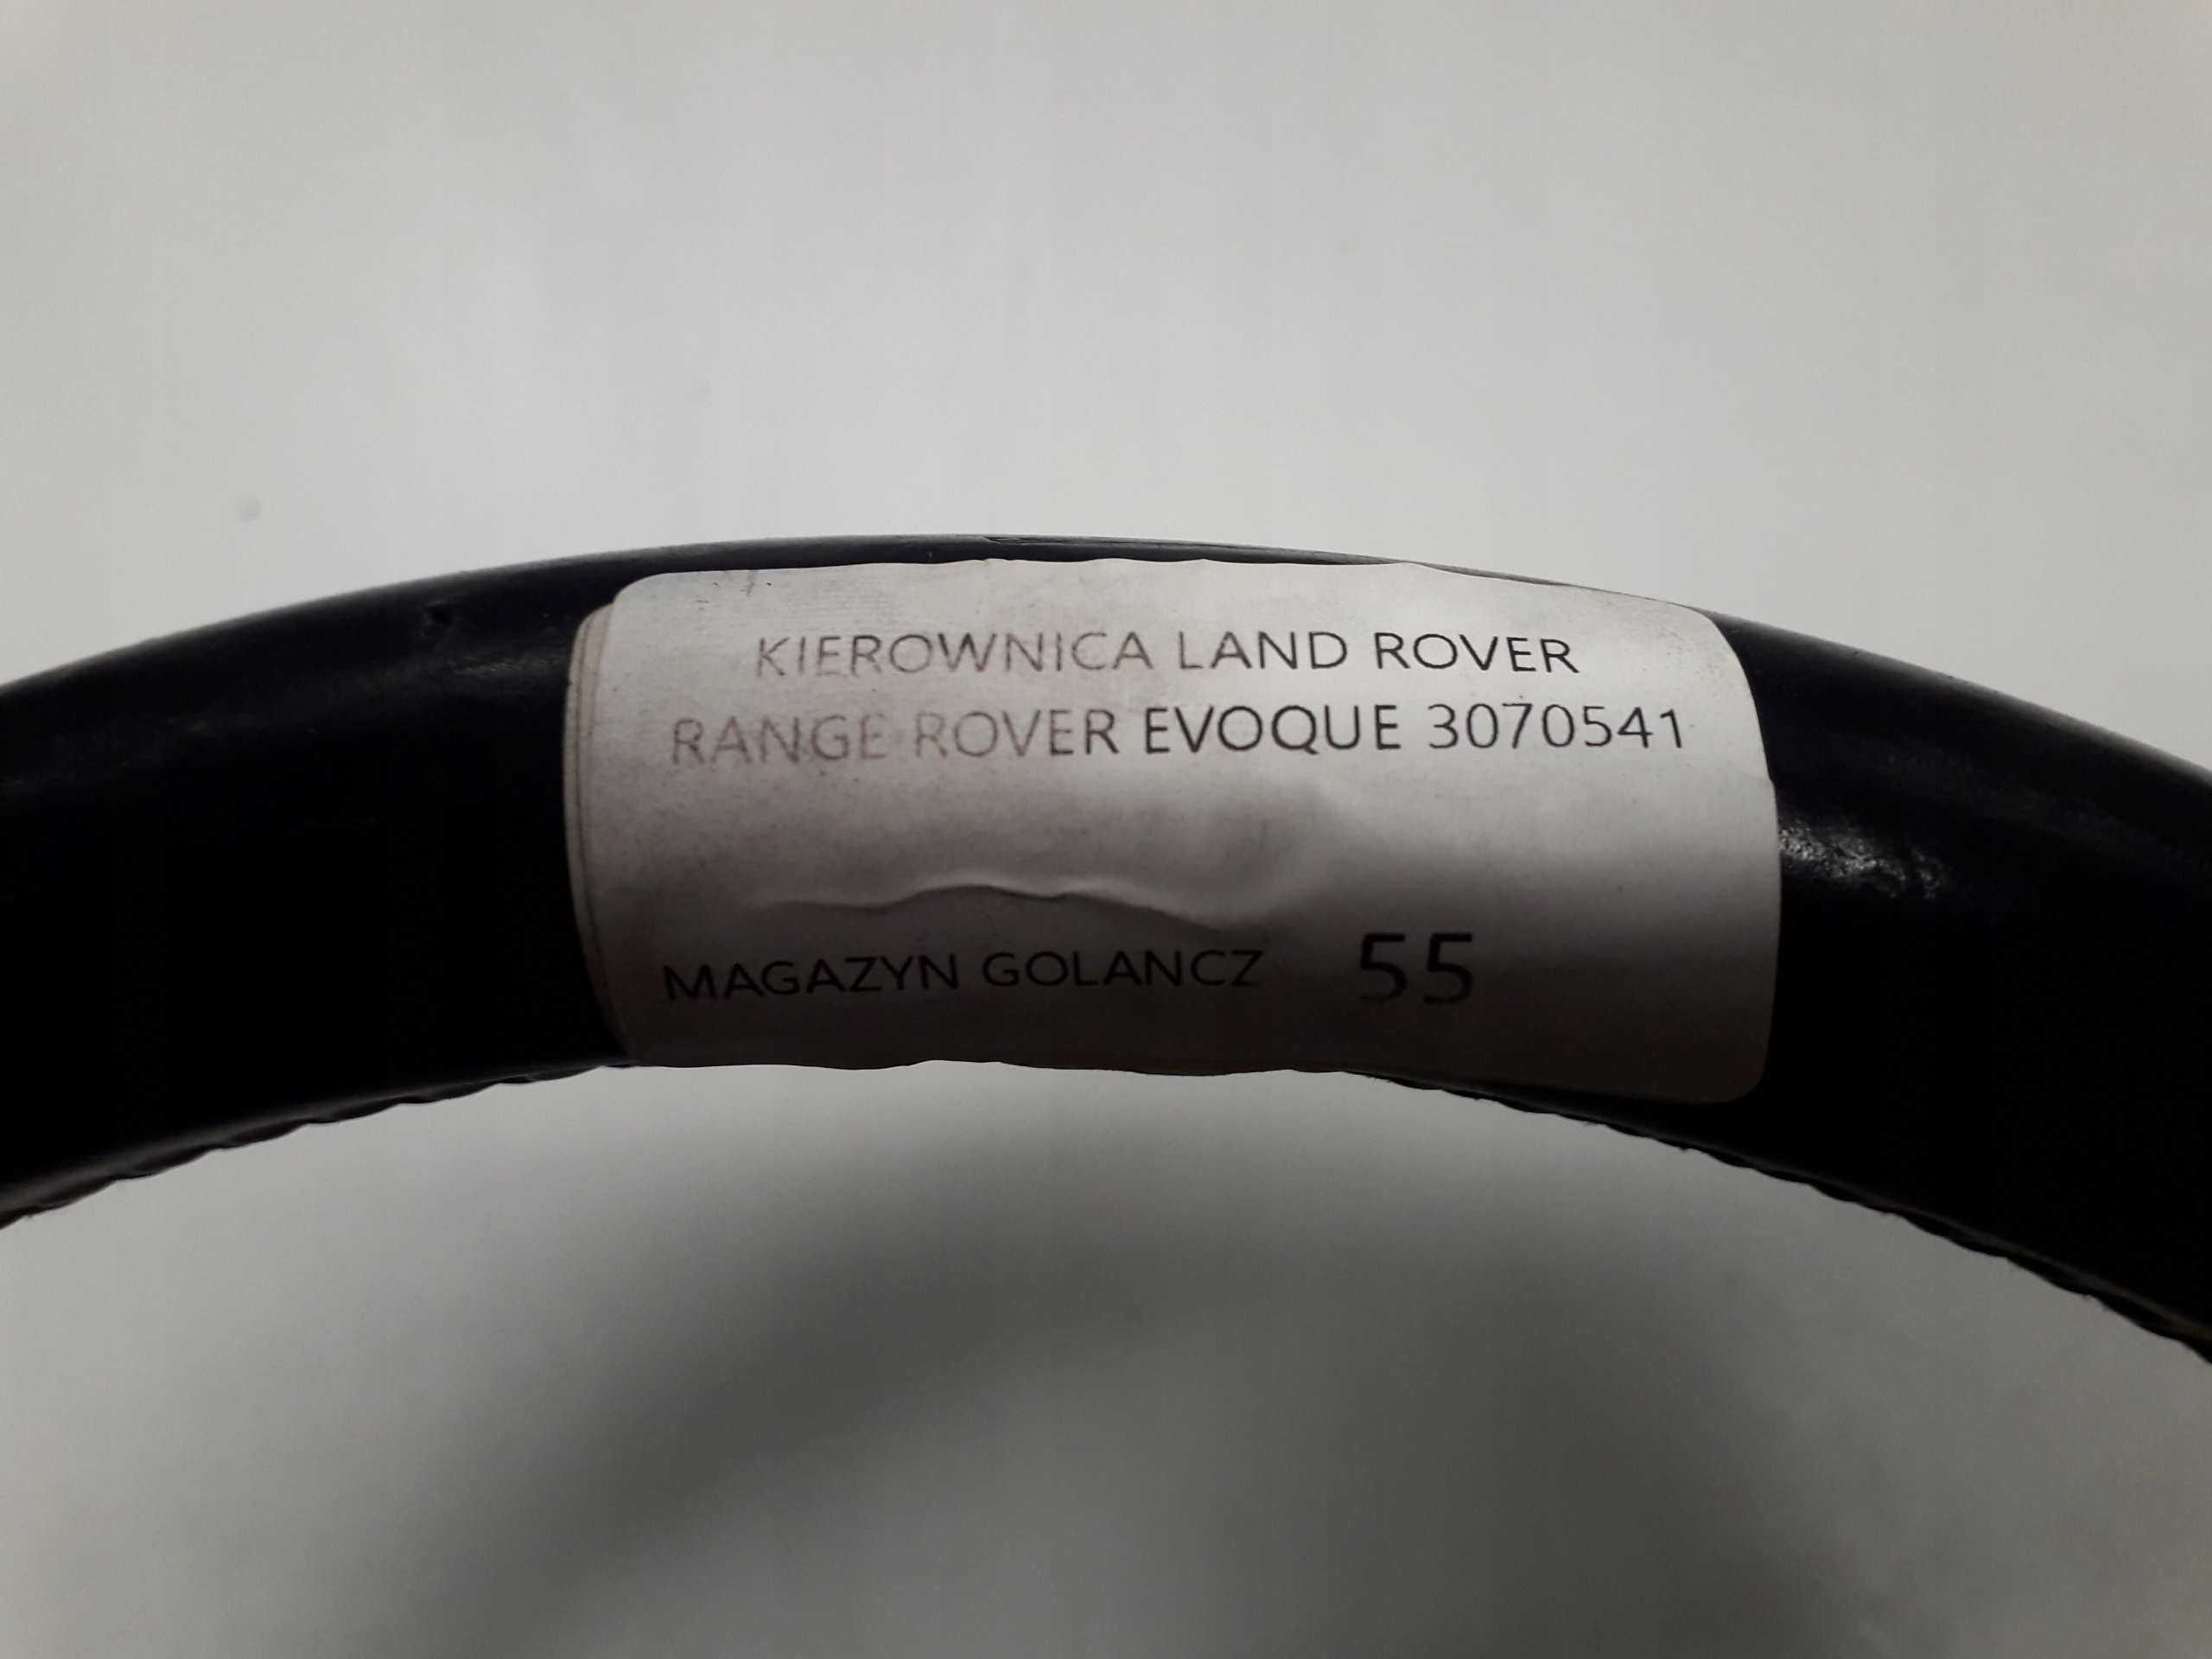 KIEROWNICA LAND ROVER
RANGE ROVER EVOQUE 3070541
MAGAZYN GOLANCZ 55